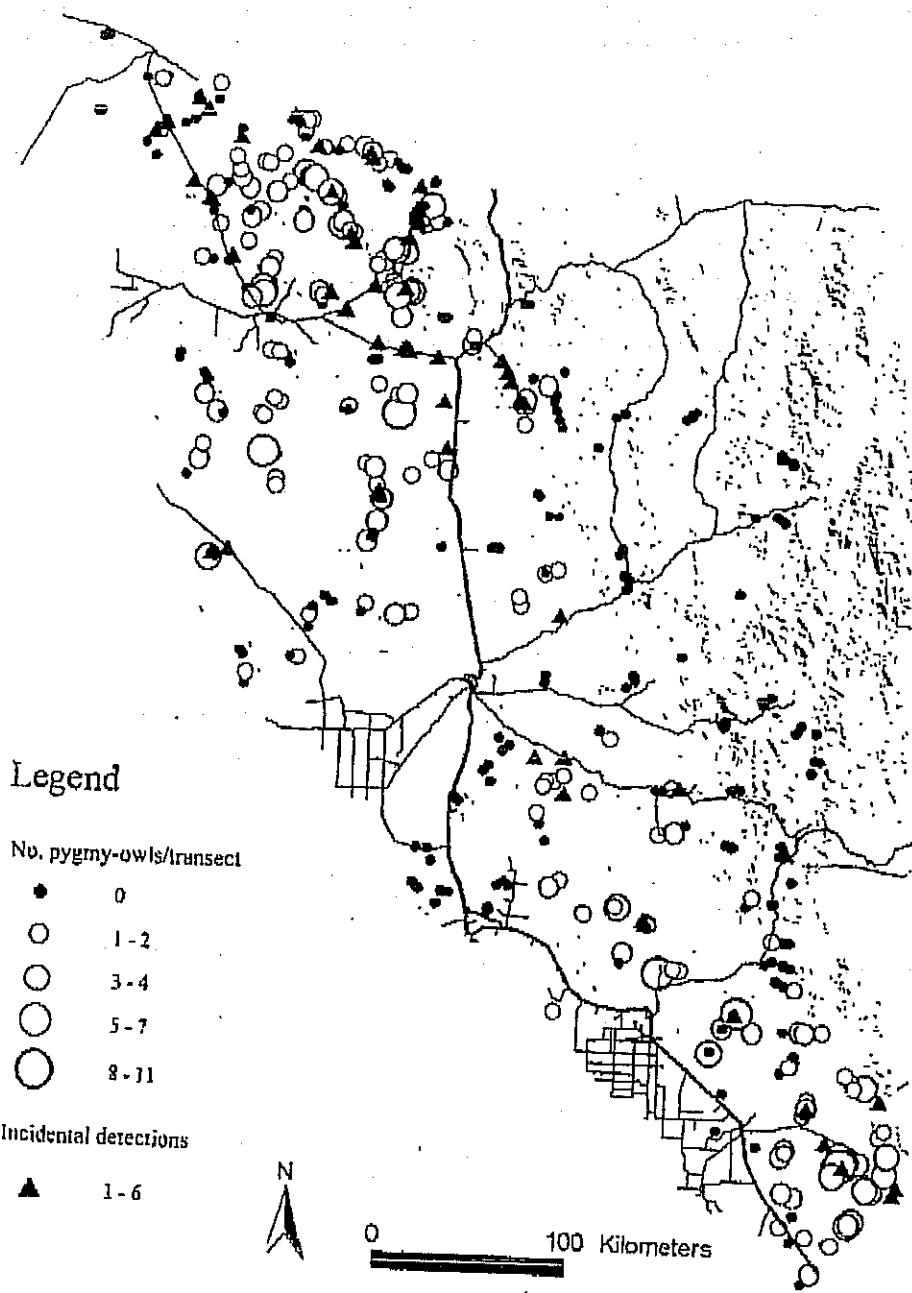 Legend
No. pygmy-owls/transect
0
1 - 2
3 - 4
5 - 7
8 - 11
Incidental detections
1 - 6
N
0 100 Kilometers